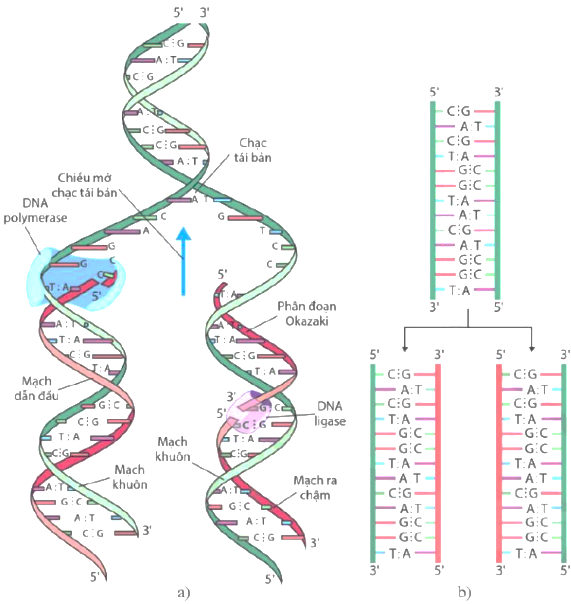 5' 3'
C⋮G
A:T
C⋮G
A:T
C⋮G
C⋮G
A:T
Chạc
tái bản
Chiều mở
chạc tái bản
DNA
polymerase
A T
C
G
A
T
G
C
G
C
C
C
T:A
5'
5'
T:A
Phân đoạn
Okazaki
A:T
T:A
C⋮G
T:A
A:T
T:A
C⋮G
T:A
Mạch
dẫn đầu
3'
G⋮C
C⋮G
T:A
C⋮G
DNA
ligase
G⋮C
C⋮G
T:A
C⋮G
Mạch
khuôn
Mạch
khuôn
Mạch ra
chậm
A:T
G⋮C
A:T
C⋮G
3'
5'
A:T
G⋮C
A:T
C⋮G
3'
5'
a)
5' 3'
C⋮G
A:T
C⋮G
T:A
G⋮C
G⋮C
T:A
A:T
C⋮G
A:T
G⋮C
G⋮C
T:A
3' 5'
5' 3'
C⋮G
A:T
C⋮G
T:A
G⋮C
G⋮C
T:A
A:T
C⋮G
A:T
G⋮C
G⋮C
T:A
3' 5'
5' 3'
C⋮G
A:T
C⋮G
T:A
G⋮C
G⋮C
T:A
A:T
C⋮G
A:T
G⋮C
G⋮C
T:A
3' 5'
b)